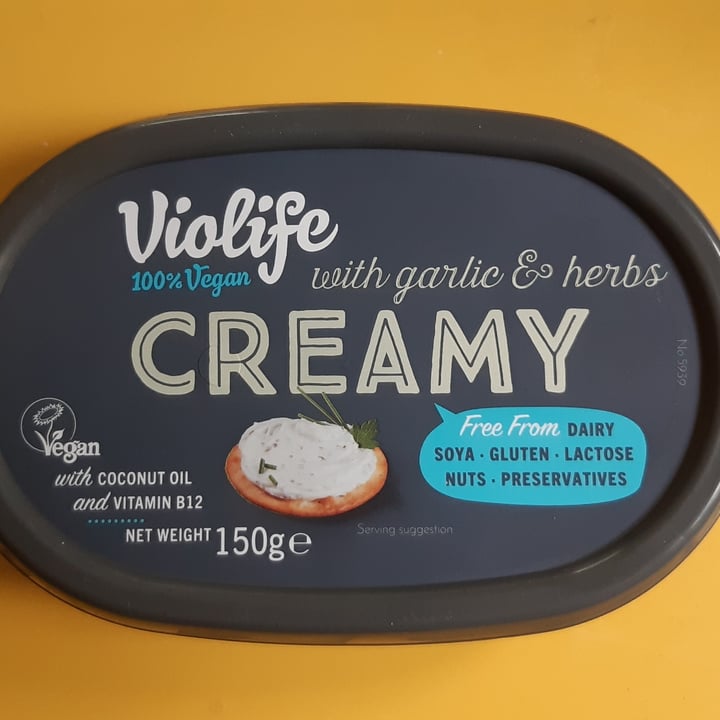 Violife
100% Vegan
with garlic & herbs
CREAMY
No 5939
Free From DAIRY
SOYA · GLUTEN · LACTOSE
NUTS · PRESERVATIVES
Vegan
with COCONUT OIL
and VITAMIN B12
NET WEIGHT 150g℮
Serving suggestion